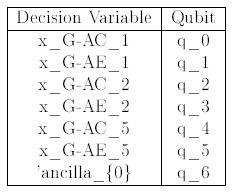 Decision Variable Qubit
x_G-AC_1 q_0
x_G-AE_1 q_1
x_G-AC_2 q_2
x_G-AE_2 q_3
x_G-AC_5 q_4
x_G-AE_5 q_5
'ancilla_{0} q_6